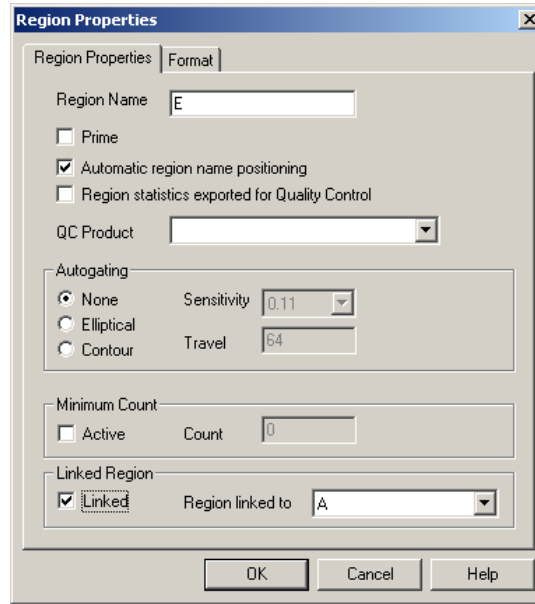 Region Properties
Region Properties Format
Region Name E
Prime
Automatic region name positioning
Region statistics exported for Quality Control
QC Product
Autogating
None Sensitivity 0.11
Elliptical
Contour Travel 64
Minimum Count
Active Count 0
Linked Region
Linked Region linked to A
OK Cancel Help